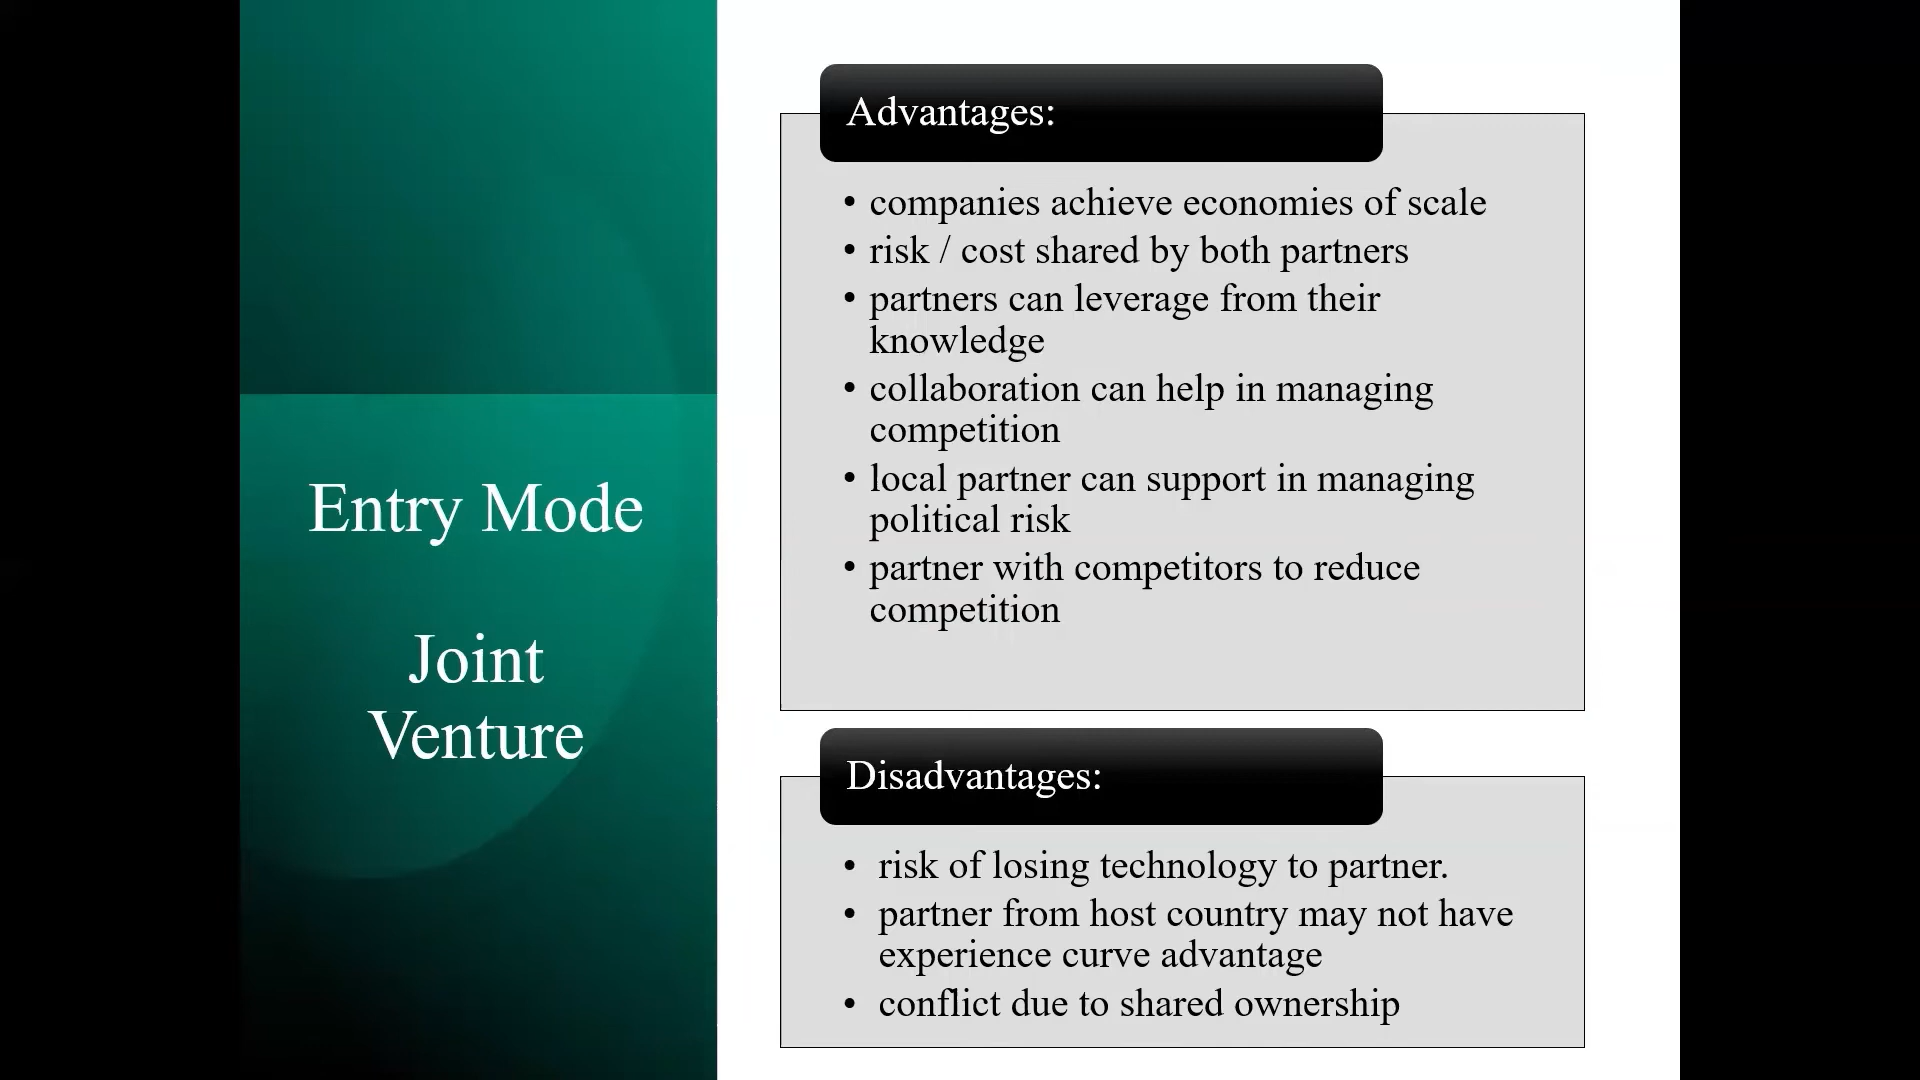 Entry Mode
Joint
Venture
Advantages:
• companies achieve economies of scale
• risk / cost shared by both partners
• partners can leverage from their
knowledge
• collaboration can help in managing
competition
• local partner can support in managing
political risk
• partner with competitors to reduce
competition
Disadvantages:
• risk of losing technology to partner.
• partner from host country may not have
experience curve advantage
• conflict due to shared ownership